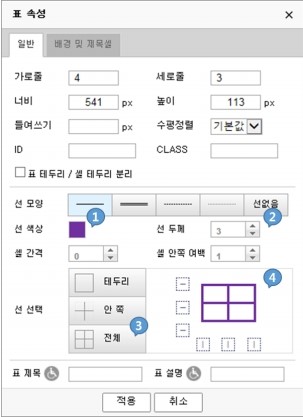 표 속성 ×
일반 배경 및 제목셀
가로줄 4 세로줄 3
너비 541 px 높이 113 px
들여쓰기 px 수평정렬 기본값
ID CLASS
표 테두리 / 셀 테두리 분리
선 모양 선없음
1 2
선 색상 선 두께 3
셀 간격 0 셀 안쪽 여백 1
테두리 4
선 선택 안 쪽
3
전체
표 제목 표 설명
적용 취소